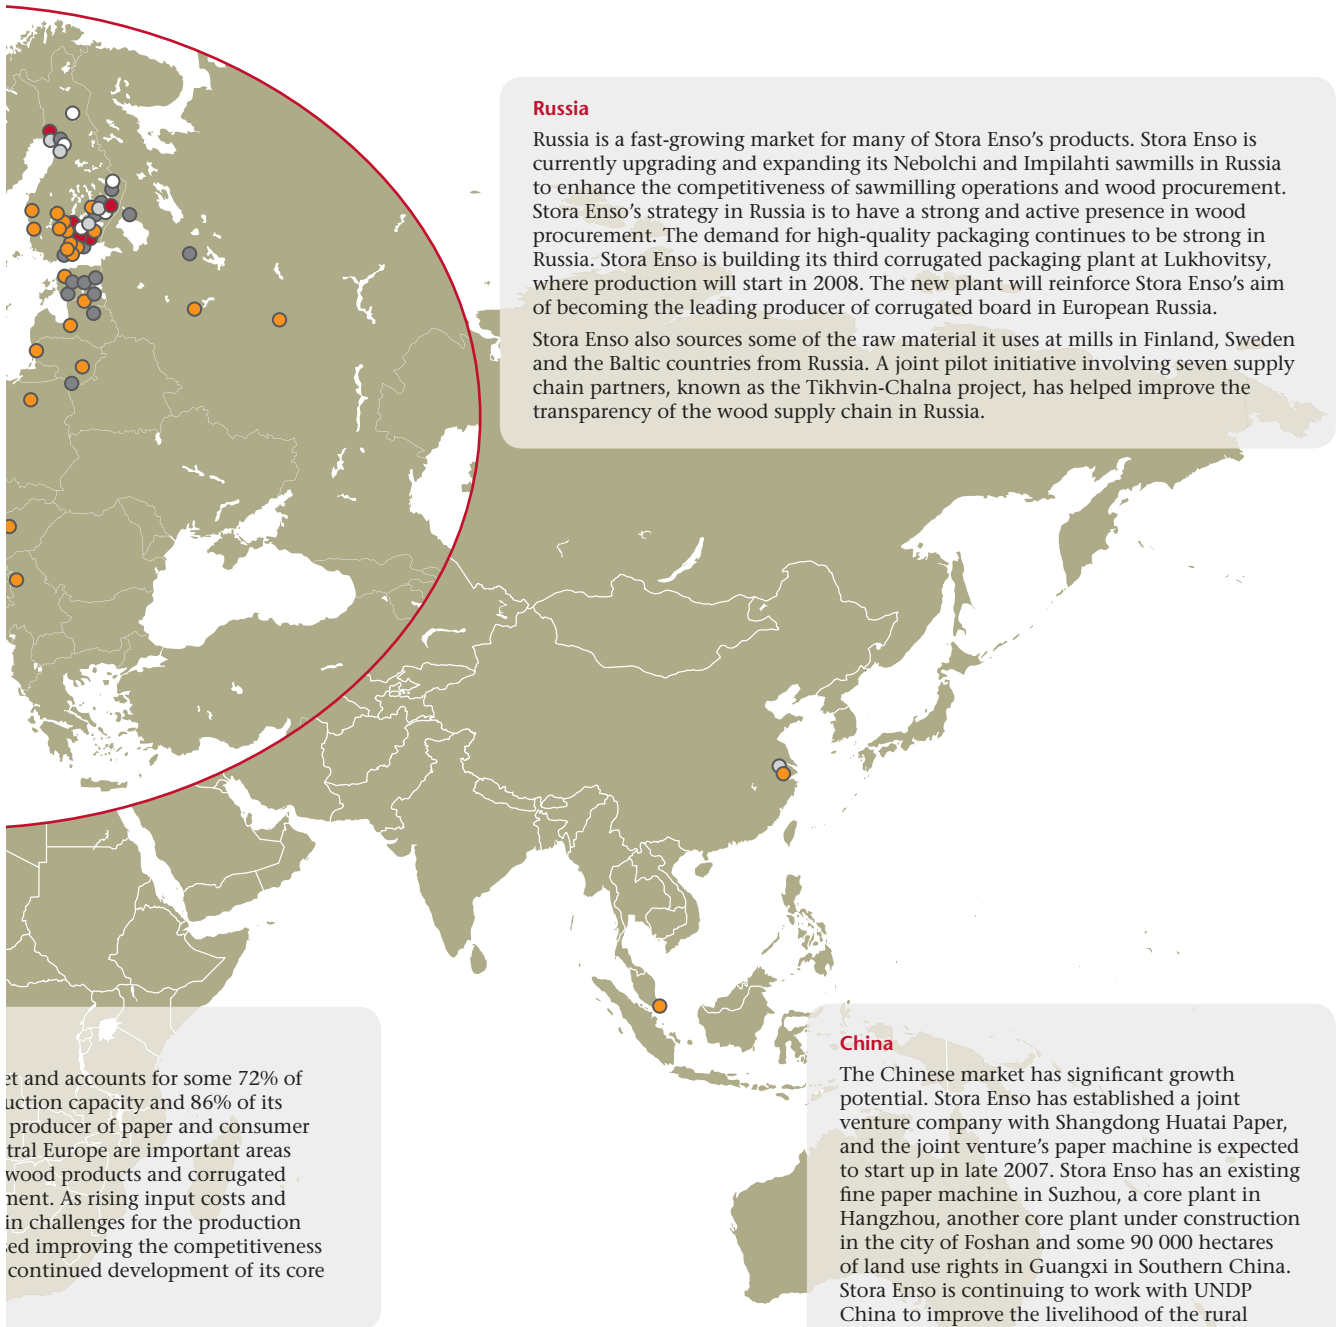 Russia
Russia is a fast-growing market for many of Stora Enso's products. Stora Enso is
currently upgrading and expanding its Nebolchi and Impilahti sawmills in Russia
to enhance the competitiveness of sawmilling operations and wood procurement.
Stora Enso's strategy in Russia is to have a strong and active presence in wood
procurement. The demand for high-quality packaging continues to be strong in
Russia. Stora Enso is building its third corrugated packaging plant at Lukhovitsy,
where production will start in 2008. The new plant will reinforce Stora Enso's aim
of becoming the leading producer of corrugated board in European Russia.
Stora Enso also sources some of the raw material it uses at mills in Finland, Sweden
and the Baltic countries from Russia. A joint pilot initiative involving seven supply
chain partners, known as the Tikhvin-Chalna project, has helped improve the
transparency of the wood supply chain in Russia.
and accounts for some 72% of
capacity and 86% of its
producer of paper and consumer
Europe are important areas
wood products and corrugated
As rising input costs and
in challenges for the production
improving the competitiveness
continued development of its core
China
The Chinese market has significant growth
potential. Stora Enso has established a joint
venture company with Shangdong Huatai Paper,
and the joint venture's paper machine is expected
to start up in late 2007. Stora Enso has an existing
fine paper machine in Suzhou, a core plant in
Hangzhou, another core plant under construction
in the city of Foshan and some 90 000 hectares
of land use rights in Guangxi in Southern China.
Stora Enso is continuing to work with UNDP
China to improve the livelihood of the rural